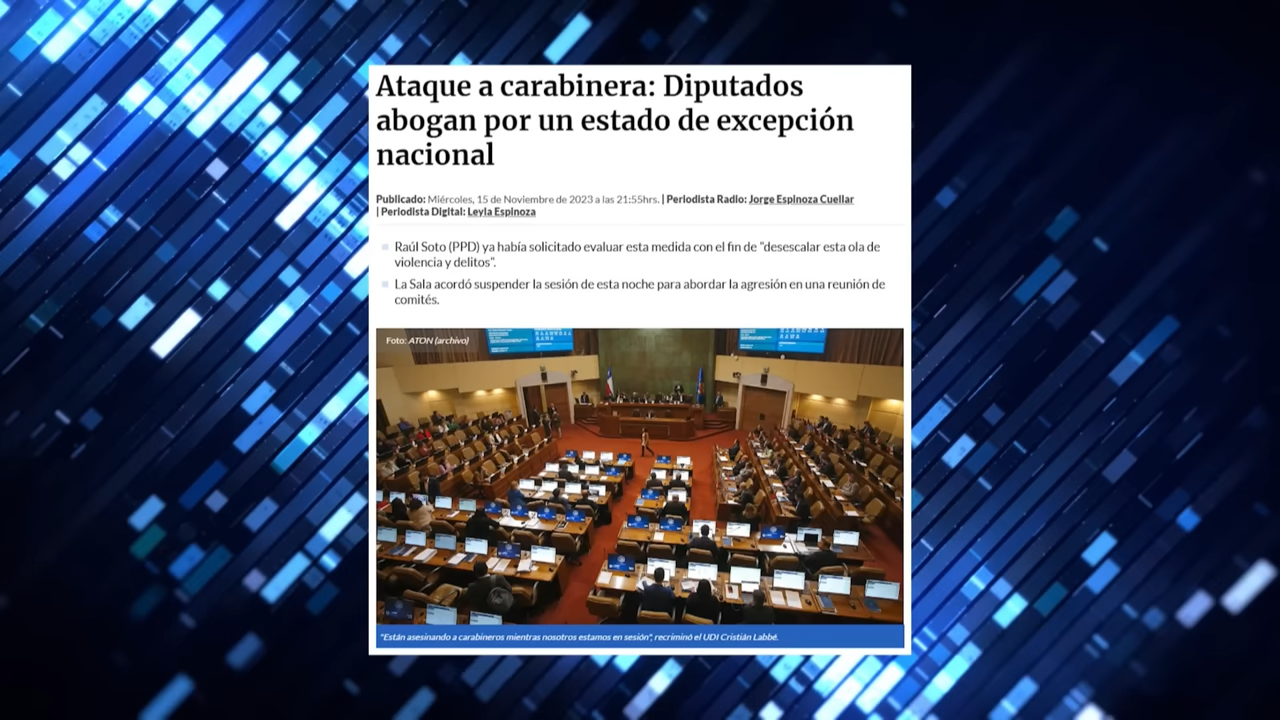 Ataque a carabinera: Diputados
abogan por un estado de excepción
nacional
Publicado: Miércoles, 15 de Noviembre de 2023 a las 21:55hrs. | Periodista Radio: Jorge Espinoza Cuellar
| Periodista Digital: Leyla Espinoza
Raúl Soto (PPD) ya había solicitado evaluar esta medida con el fin de "desescalar esta ola de
violencia y delitos".
La Sala acordó suspender la sesión de esta noche para abordar la agresión en una reunión de
comités.
Foto: ATON (archivo)
"Están asesinando a carabineros mientras nosotros estamos en sesión", recriminó el UDI Cristián Labbé.